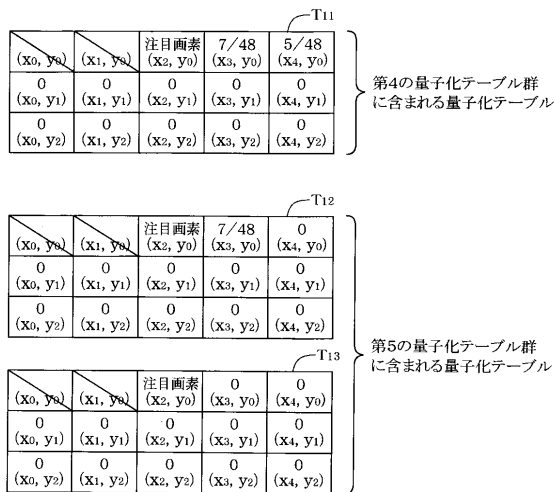 T11
注目画素 7/48 5/48
(x0, y0) (x1, y0) (x2, y0) (x3, y0) (x4, y0)
0 0 0 0 0
(x0, y1) (x1, y1) (x2, y1) (x3, y1) (x4, y1)
0 0 0 0 0
(x0, y2) (x1, y2) (x2, y2) (x3, y2) (x4, y2)
第4の量子化テーブル群
に含まれる量子化テーブル
T12
注目画素 7/48 0
(x0, y0) (x1, y0) (x2, y0) (x3, y0) (x4, y0)
0 0 0 0 0
(x0, y1) (x1, y1) (x2, y1) (x3, y1) (x4, y1)
0 0 0 0 0
(x0, y2) (x1, y2) (x2, y2) (x3, y2) (x4, y2)
第5の量子化テーブル群
に含まれる量子化テーブル
T13
注目画素 0 0
(x0, y0) (x1, y0) (x2, y0) (x3, y0) (x4, y0)
0 0 0 0 0
(x0, y1) (x1, y1) (x2, y1) (x3, y1) (x4, y1)
0 0 0 0 0
(x0, y2) (x1, y2) (x2, y2) (x3, y2) (x4, y2)